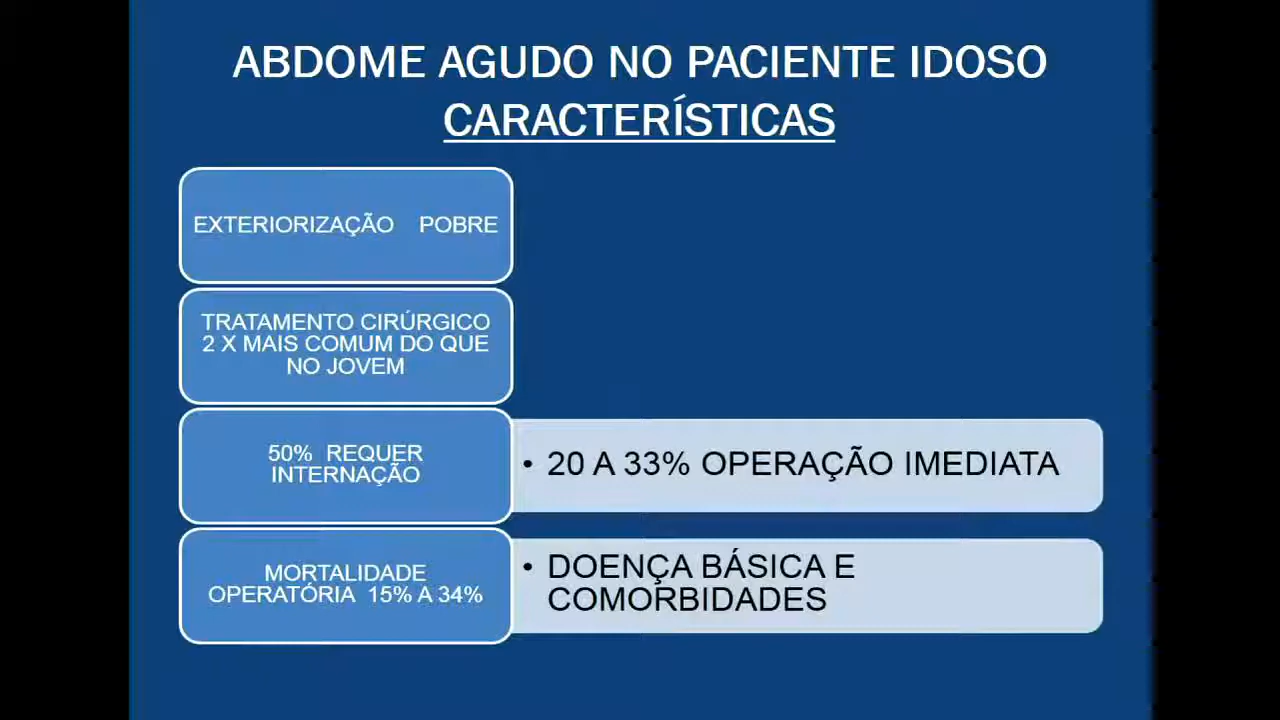 ABDOME AGUDO NO PACIENTE IDOSO
CARACTERÍSTICAS
EXTERIORIZAÇÃO POBRE
TRATAMENTO CIRÚRGICO
2 X MAIS COMUM DO QUE
NO JOVEM
50% REQUER
INTERNAÇÃO
• 20 A 33% OPERAÇÃO IMEDIATA
MORTALIDADE
OPERATÓRIA 15% A 34%
• DOENÇA BÁSICA E
COMORBIDADES